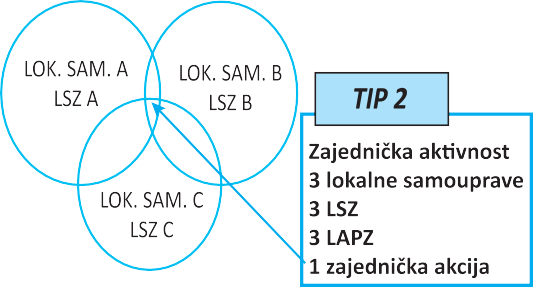 LOK. SAM. A
LSZ A
LOK. SAM. B
LSZ B
LOK. SAM. C
LSZ C
TIP 2
Zajednička aktivnost
3 lokalne samouprave
3 LSZ
3 LAPZ
1 zajednička akcija